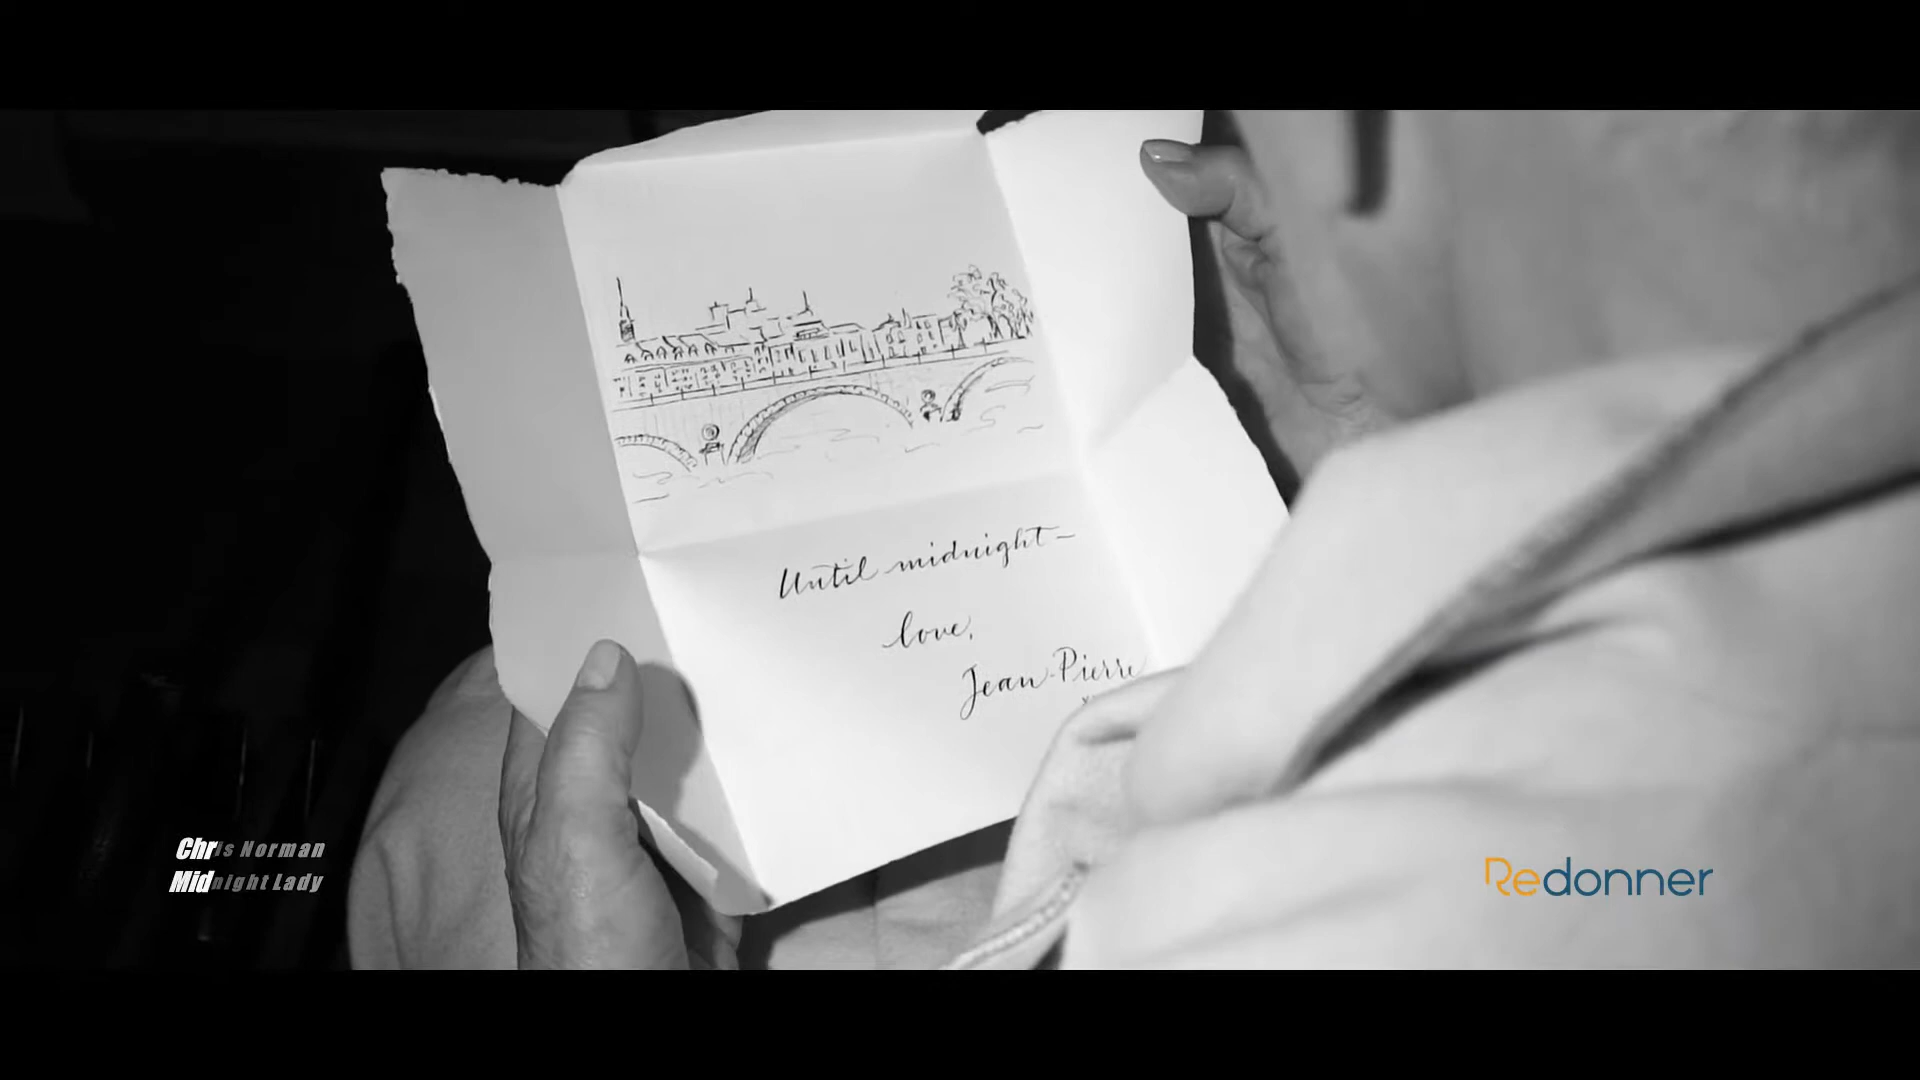 Until midnight—
love,
Jean-Pierre
Chris Norman
Midnight Lady
Redonner